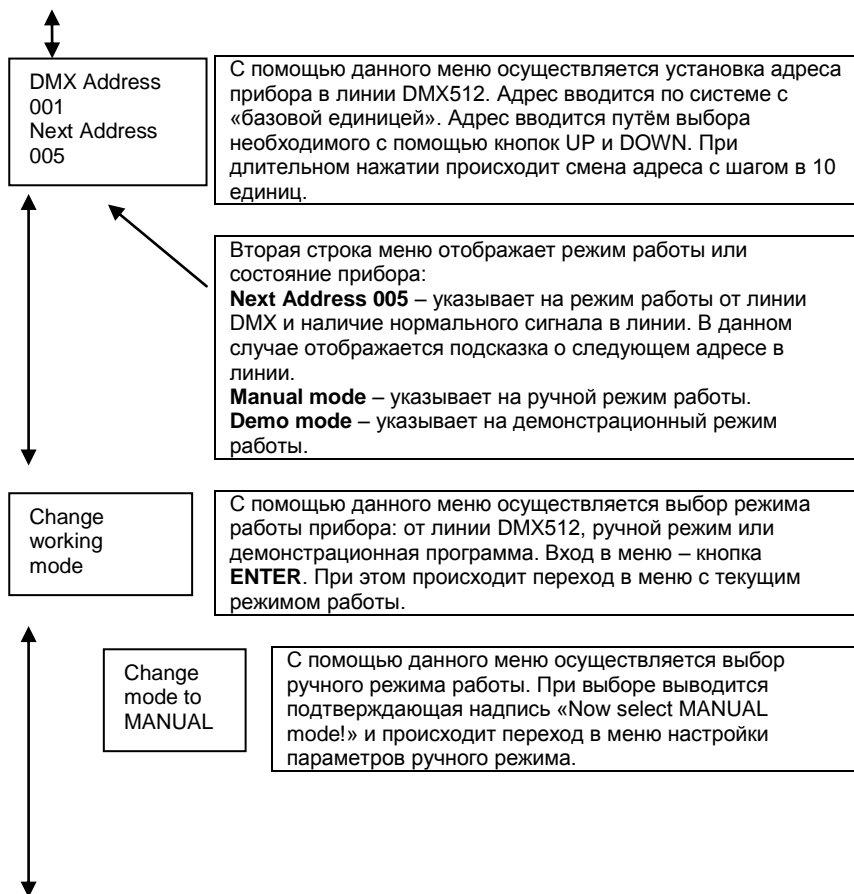 DMX Address
001
Next Address
005
С помощью данного меню осуществляется установка адреса
прибора в линии DMX512. Адрес вводится по системе с
«базовой единицей». Адрес вводится путём выбора
необходимого с помощью кнопок UP и DOWN. При
длительном нажатии происходит смена адреса с шагом в 10
единиц.
Вторая строка меню отображает режим работы или
состояние прибора:
Next Address 005 – указывает на режим работы от линии
DMX и наличие нормального сигнала в линии. В данном
случае отображается подсказка о следующем адресе в
линии.
Manual mode – указывает на ручной режим работы.
Demo mode – указывает на демонстрационный режим
работы.
Change
working
mode
С помощью данного меню осуществляется выбор режима
работы прибора: от линии DMX512, ручной режим или
демонстрационная программа. Вход в меню – кнопка
ENTER. При этом происходит переход в меню с текущим
режимом работы.
Change
mode to
MANUAL
С помощью данного меню осуществляется выбор
ручного режима работы. При выборе выводится
подтверждающая надпись «Now select MANUAL
mode!» и происходит переход в меню настройки
параметров ручного режима.